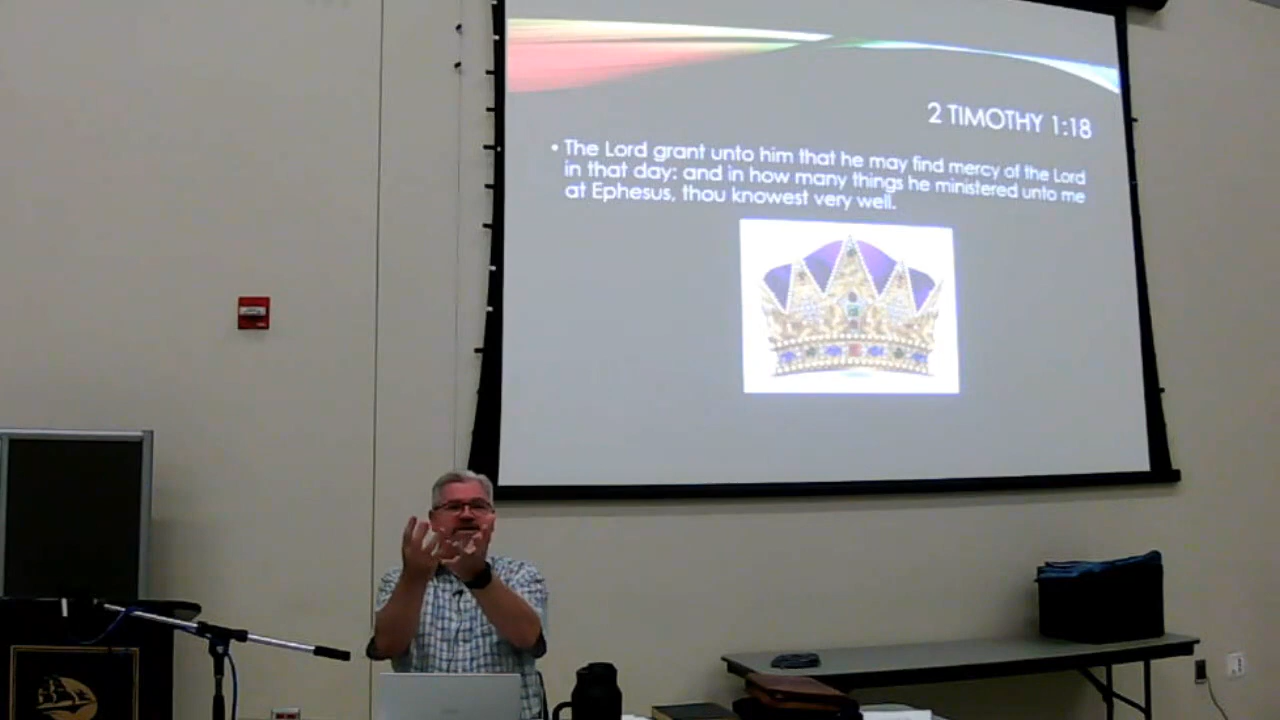 2 TIMOTHY 1:18
• The Lord grant unto him that he may find mercy of the Lord
in that day: and in how many things he ministered unto me
at Ephesus, thou knowest very well.